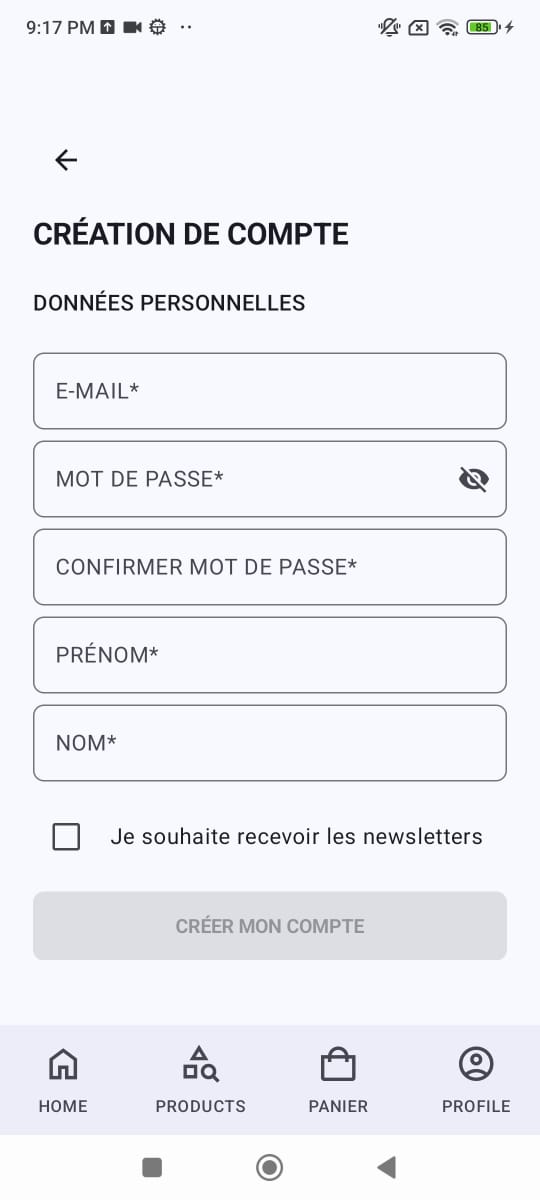 9:17 PM
85
CRÉATION DE COMPTE
DONNÉES PERSONNELLES
E-MAIL*
MOT DE PASSE*
CONFIRMER MOT DE PASSE*
PRÉNOM*
NOM*
Je souhaite recevoir les newsletters
CRÉER MON COMPTE
HOME PRODUCTS PANIER PROFILE